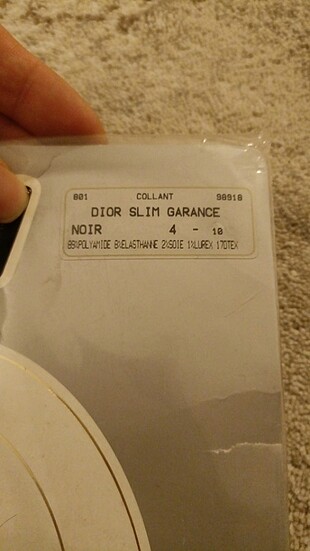 801 COLLANT 98918
DIOR SLIM GARANCE
NOIR 4 - 10
89%POLYAMIDE 8%ELASTHANNE 2%SOIE 1%LUREX 17DTEX